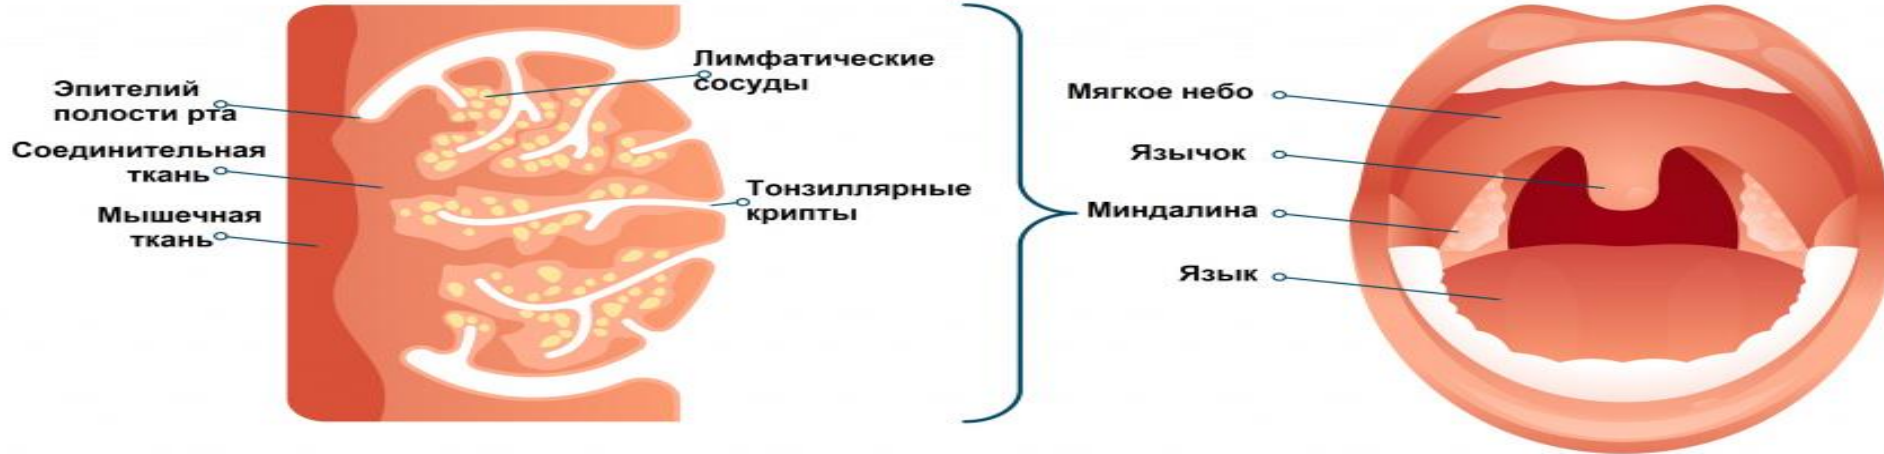 Эпителий
полости рта
Соединительная
ткань
Мышечная
ткань
Лимфатические
сосуды
Тонзиллярные
крипты
Мягкое небо
Язычок
Миндалина
Язык